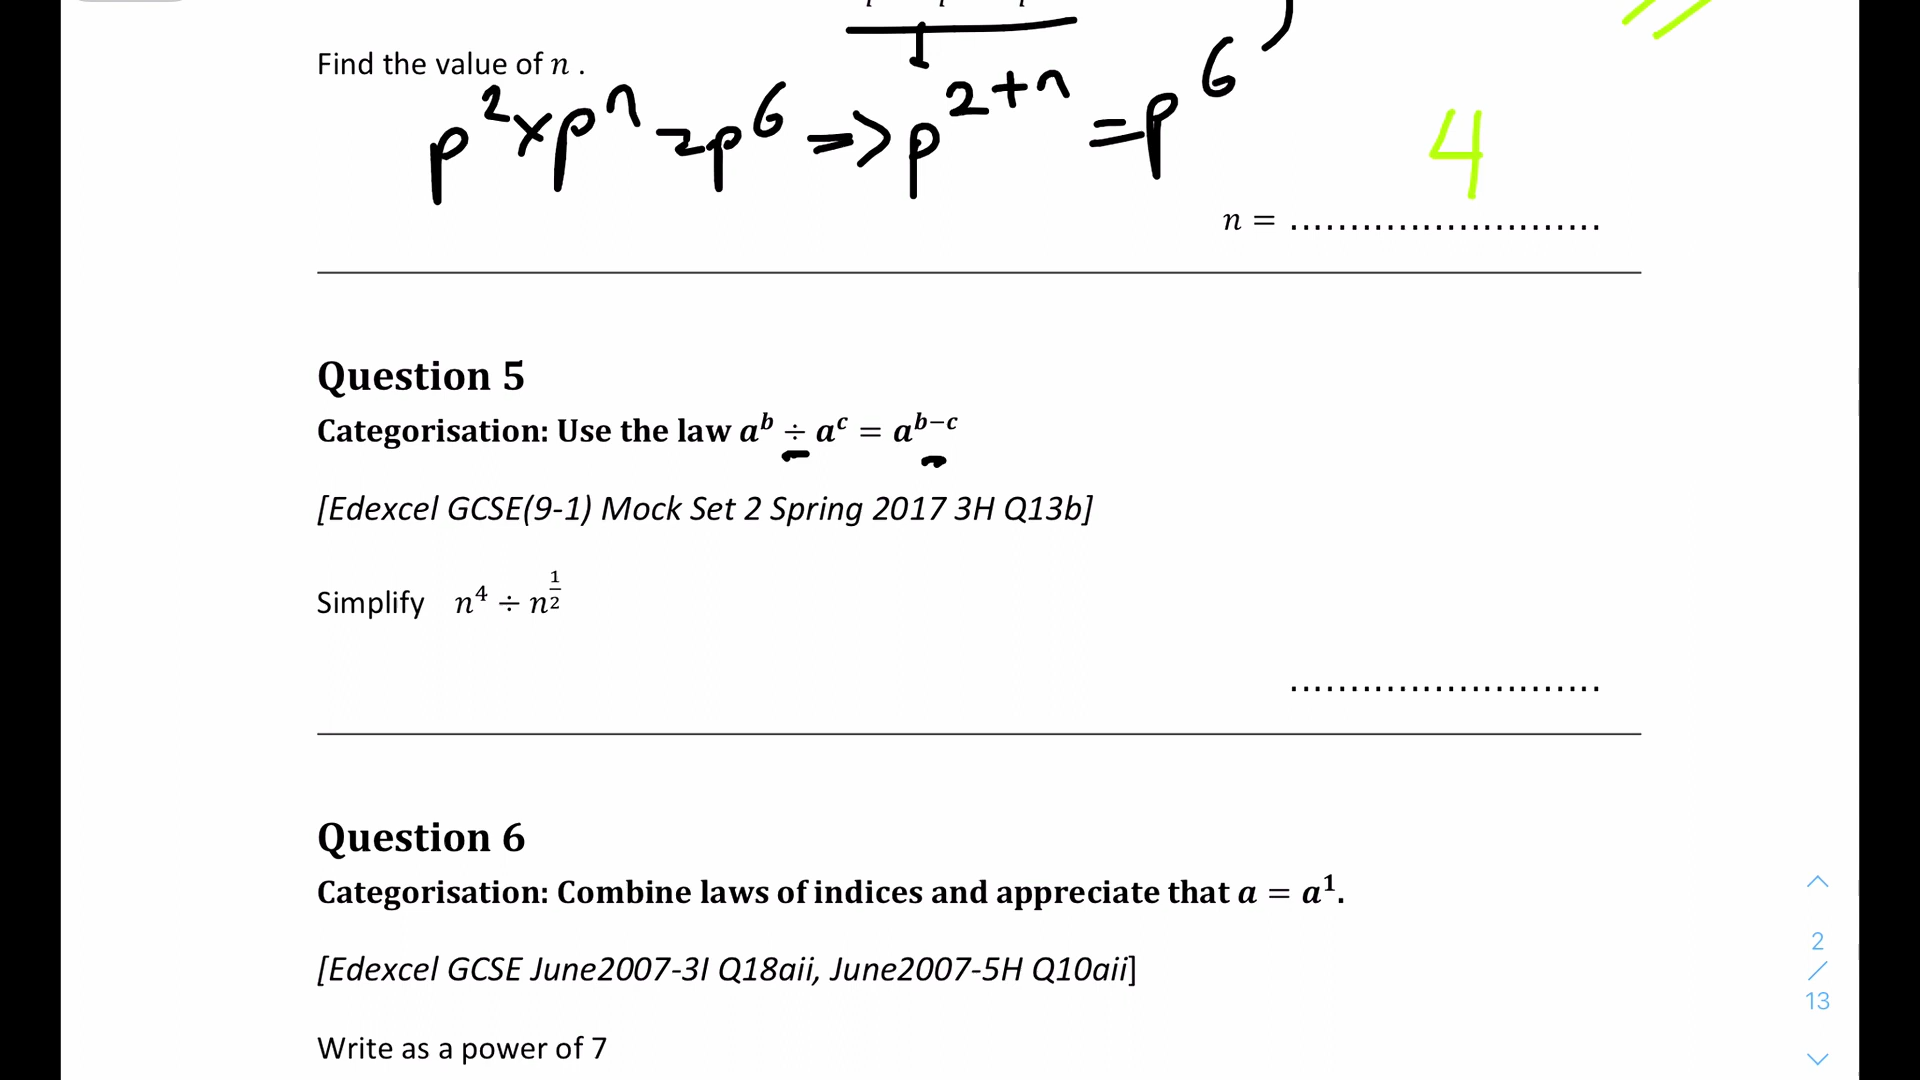 Find the value of n .
p² × pⁿ = p⁶ => p²⁺ⁿ = p⁶
4
n = ..........................
Question 5
Categorisation: Use the law aᵇ ÷ aᶜ = aᵇ⁻ᶜ
[Edexcel GCSE(9-1) Mock Set 2 Spring 2017 3H Q13b]
Simplify n⁴ ÷ n^(1/2)
..........................
Question 6
Categorisation: Combine laws of indices and appreciate that a = a¹.
[Edexcel GCSE June2007-3I Q18aii, June2007-5H Q10aii]
Write as a power of 7
2
/
13